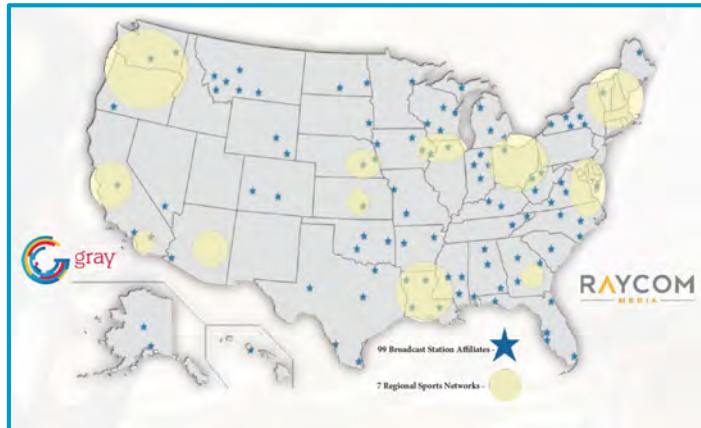 gray
RAYCOM
MEDIA
99 Broadcast Station Affiliates -
7 Regional Sports Networks -